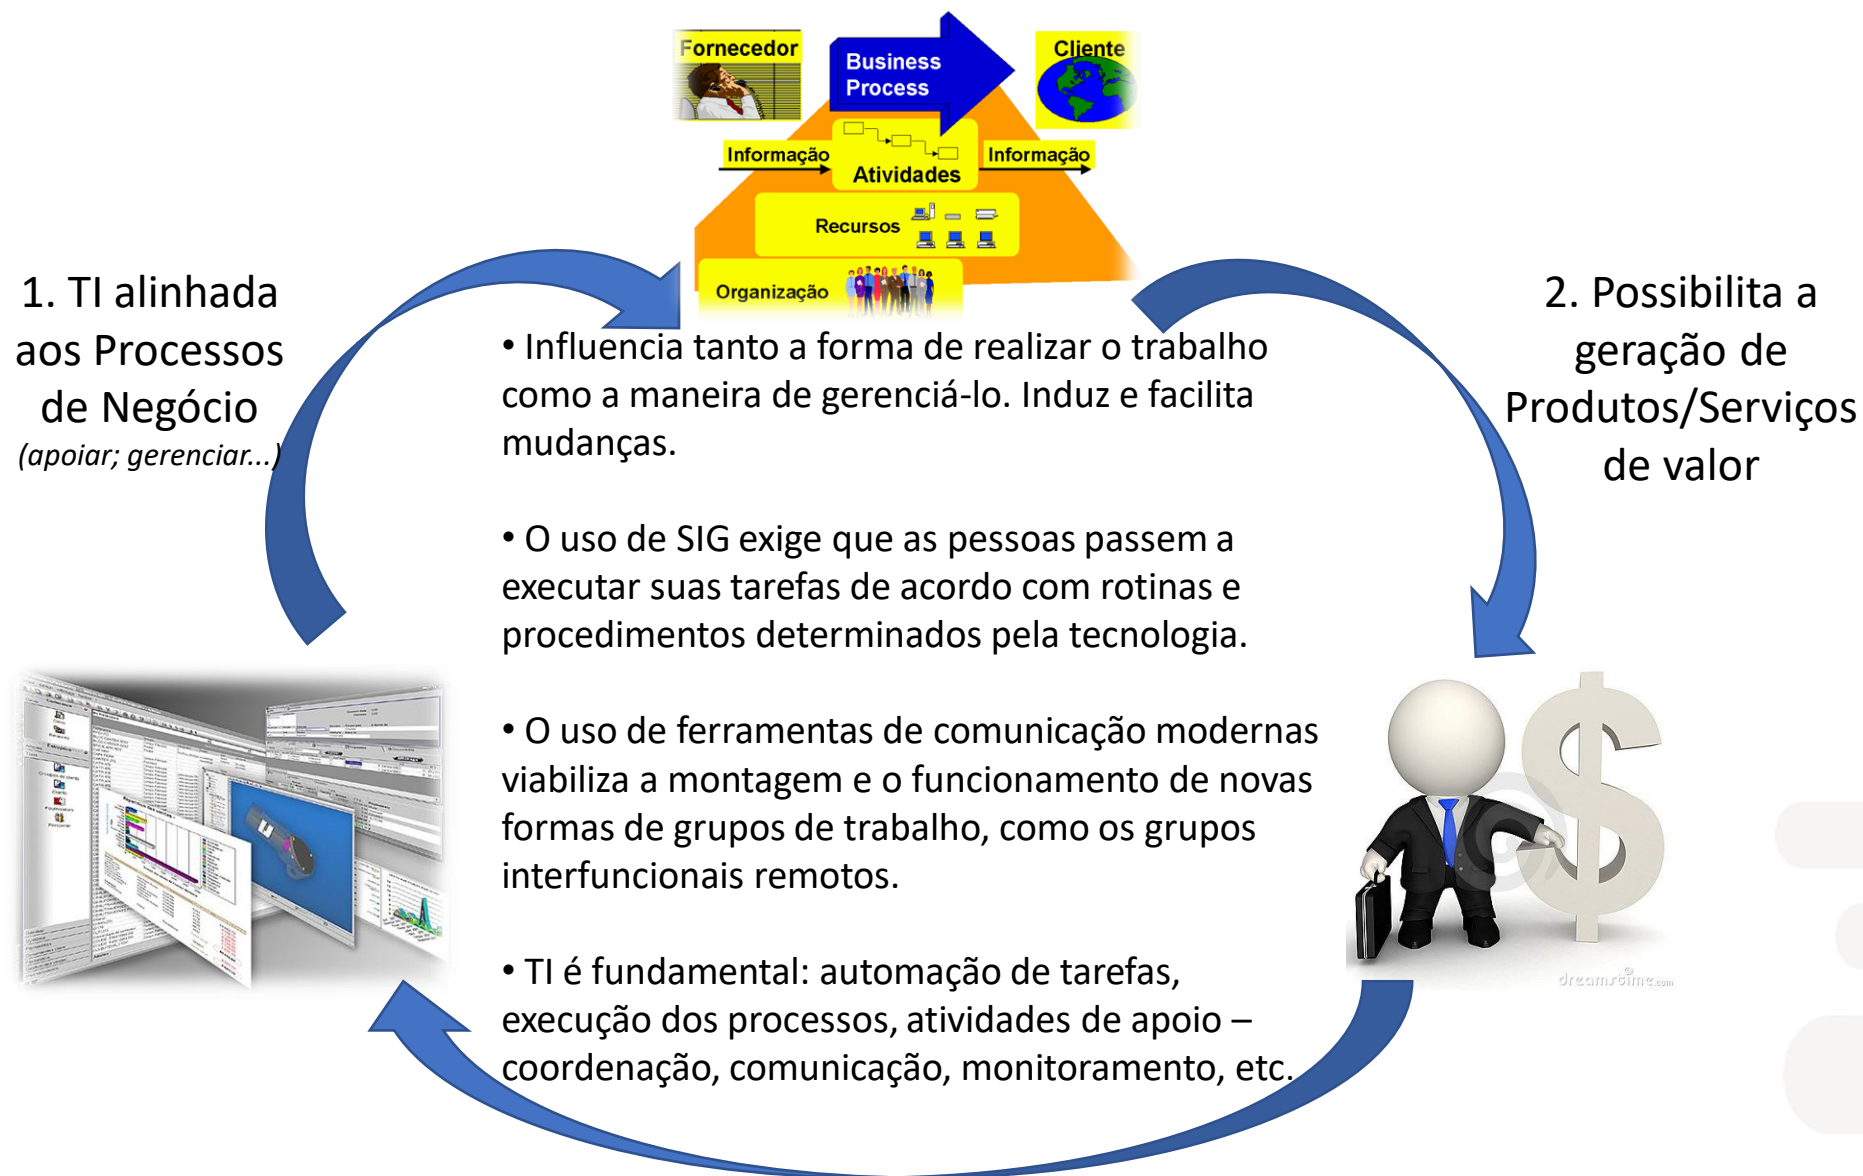 Fornecedor
Business
Process
Cliente
Informação
Atividades
Informação
Recursos
Organização
1. TI alinhada
aos Processos
de Negócio
(apoiar; gerenciar...)
2. Possibilita a
geração de
Produtos/Serviços
de valor
• Influencia tanto a forma de realizar o trabalho
como a maneira de gerenciá-lo. Induz e facilita
mudanças.
• O uso de SIG exige que as pessoas passem a
executar suas tarefas de acordo com rotinas e
procedimentos determinados pela tecnologia.
• O uso de ferramentas de comunicação modernas
viabiliza a montagem e o funcionamento de novas
formas de grupos de trabalho, como os grupos
interfuncionais remotos.
• TI é fundamental: automação de tarefas,
execução dos processos, atividades de apoio –
coordenação, comunicação, monitoramento, etc.
dreamstime.com